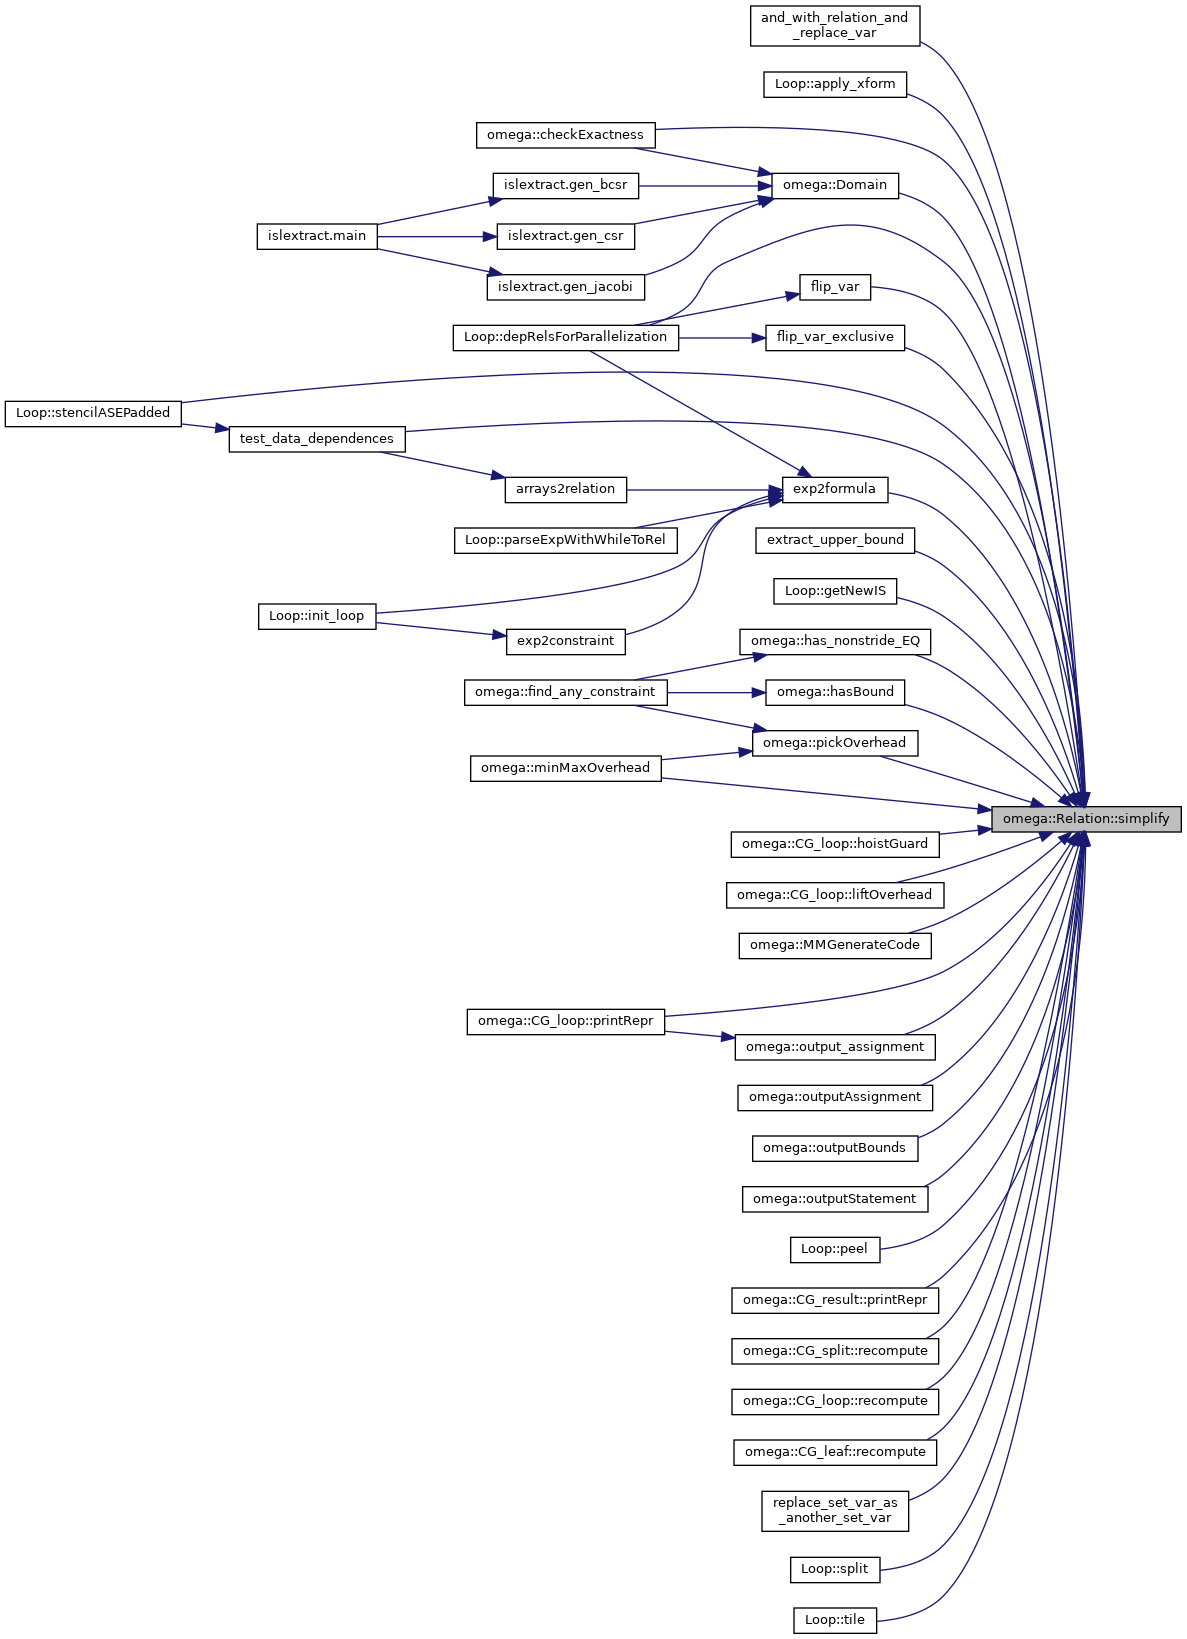 and_with_relation_and
_replace_var
Loop::apply_xform
omega::checkExactness
islextract.gen_bcsr
omega::Domain
islextract.main
islextract.gen_csr
islextract.gen_jacobi
flip_var
Loop::depRelsForParallelization
flip_var_exclusive
Loop::stencilASEPadded
test_data_dependences
arrays2relation
exp2formula
Loop::parseExpWithWhileToRel
extract_upper_bound
Loop::getNewIS
Loop::init_loop
exp2constraint
omega::has_nonstride_EQ
omega::find_any_constraint
omega::hasBound
omega::pickOverhead
omega::minMaxOverhead
omega::Relation::simplify
omega::CG_loop::hoistGuard
omega::CG_loop::liftOverhead
omega::MMGenerateCode
omega::CG_loop::printRepr
omega::output_assignment
omega::outputAssignment
omega::outputBounds
omega::outputStatement
Loop::peel
omega::CG_result::printRepr
omega::CG_split::recompute
omega::CG_loop::recompute
omega::CG_leaf::recompute
replace_set_var_as
_another_set_var
Loop::split
Loop::tile